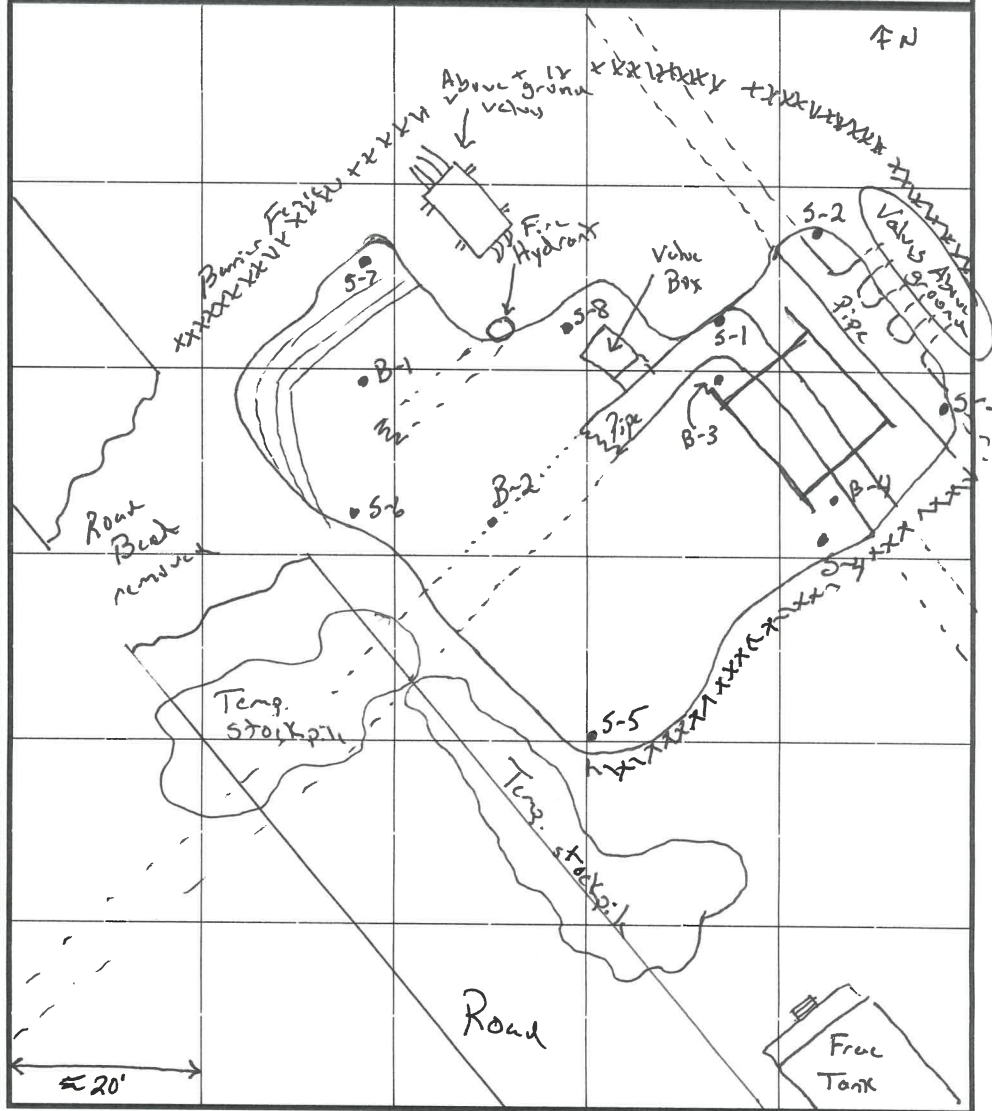 ↑ N
Above
ground
valves
S-2
Valves Above
ground
Barrier Fence
Fire
Hydrant
Valve
Box
S-7
S-8
S-1
Pipe
B-1
B-3
Pipe
B-2
B-4
S-6
S-4
Road
Bed
removed
Temp.
stockpile
S-5
Temp.
stockpile
Road
Frac
Tank
≈ 20'